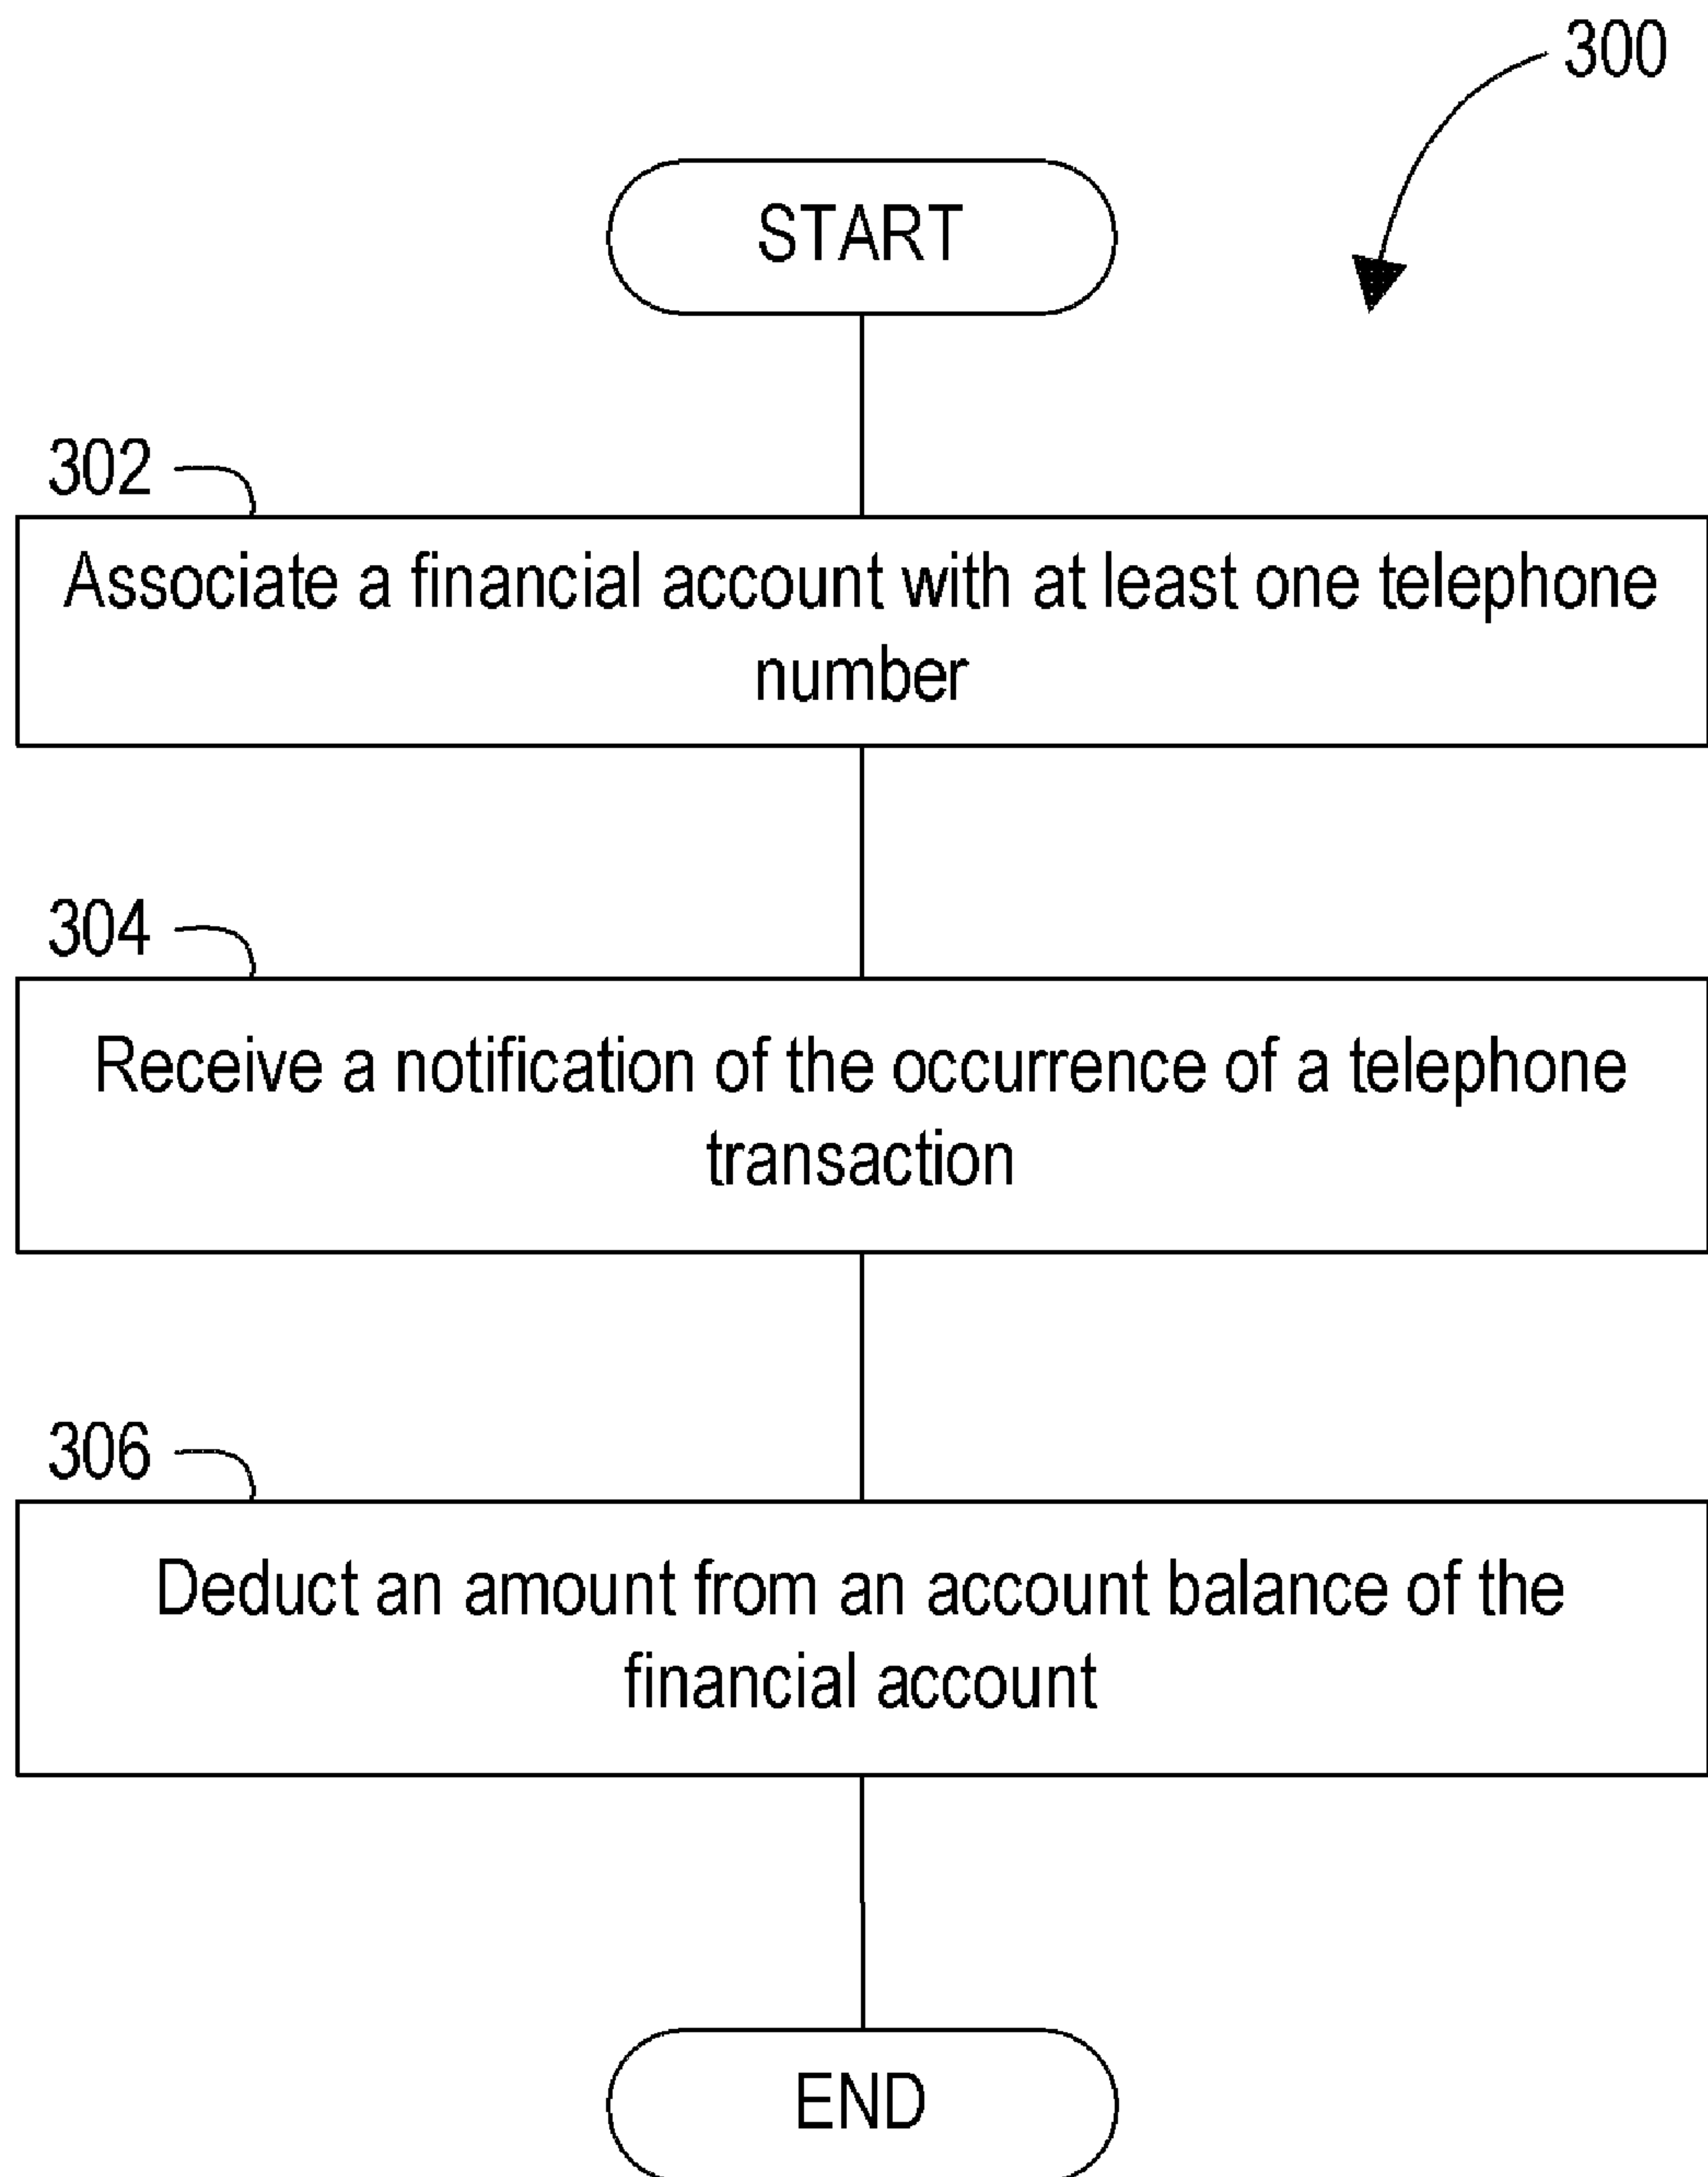 300
START
302
Associate a financial account with at least one telephone
number
304
Receive a notification of the occurrence of a telephone
transaction
306
Deduct an amount from an account balance of the
financial account
END